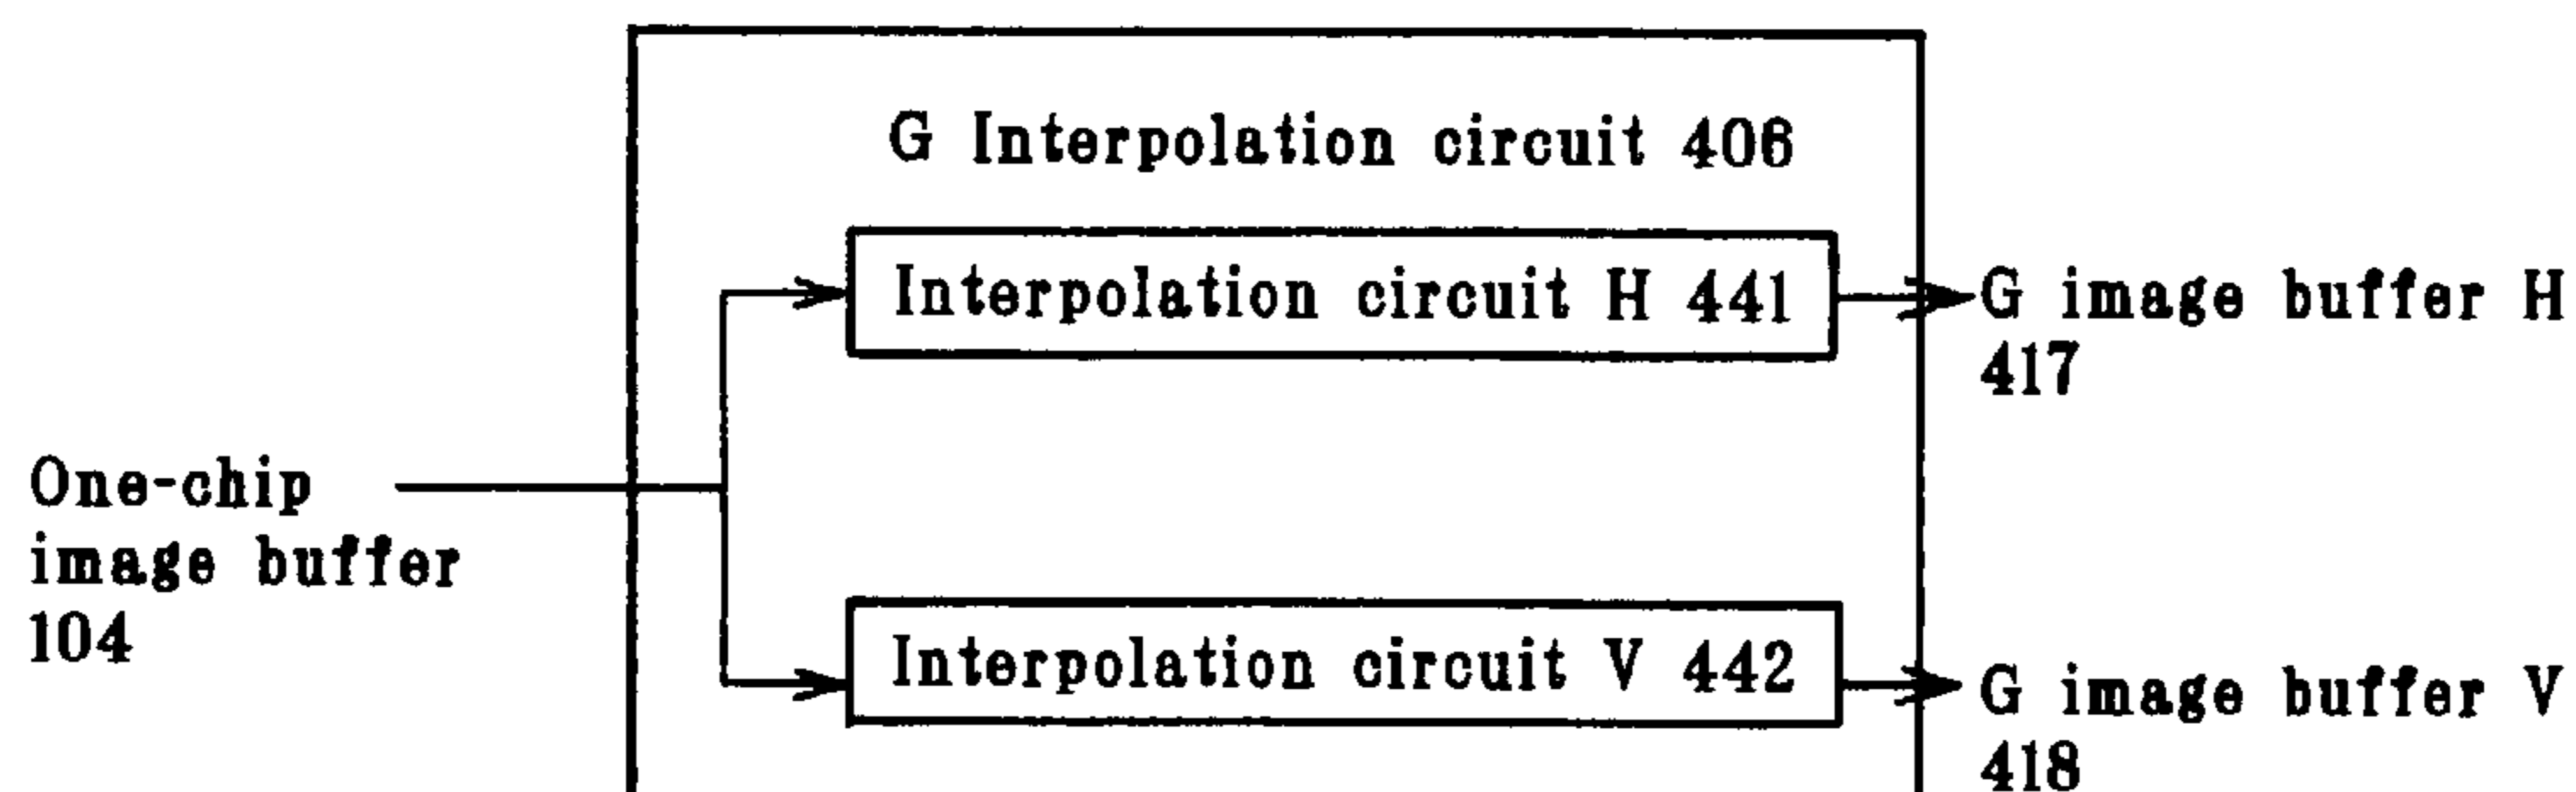 G Interpolation circuit 406
Interpolation circuit H 441
G image buffer H
417
One-chip
image buffer
104
Interpolation circuit V 442
G image buffer V
418